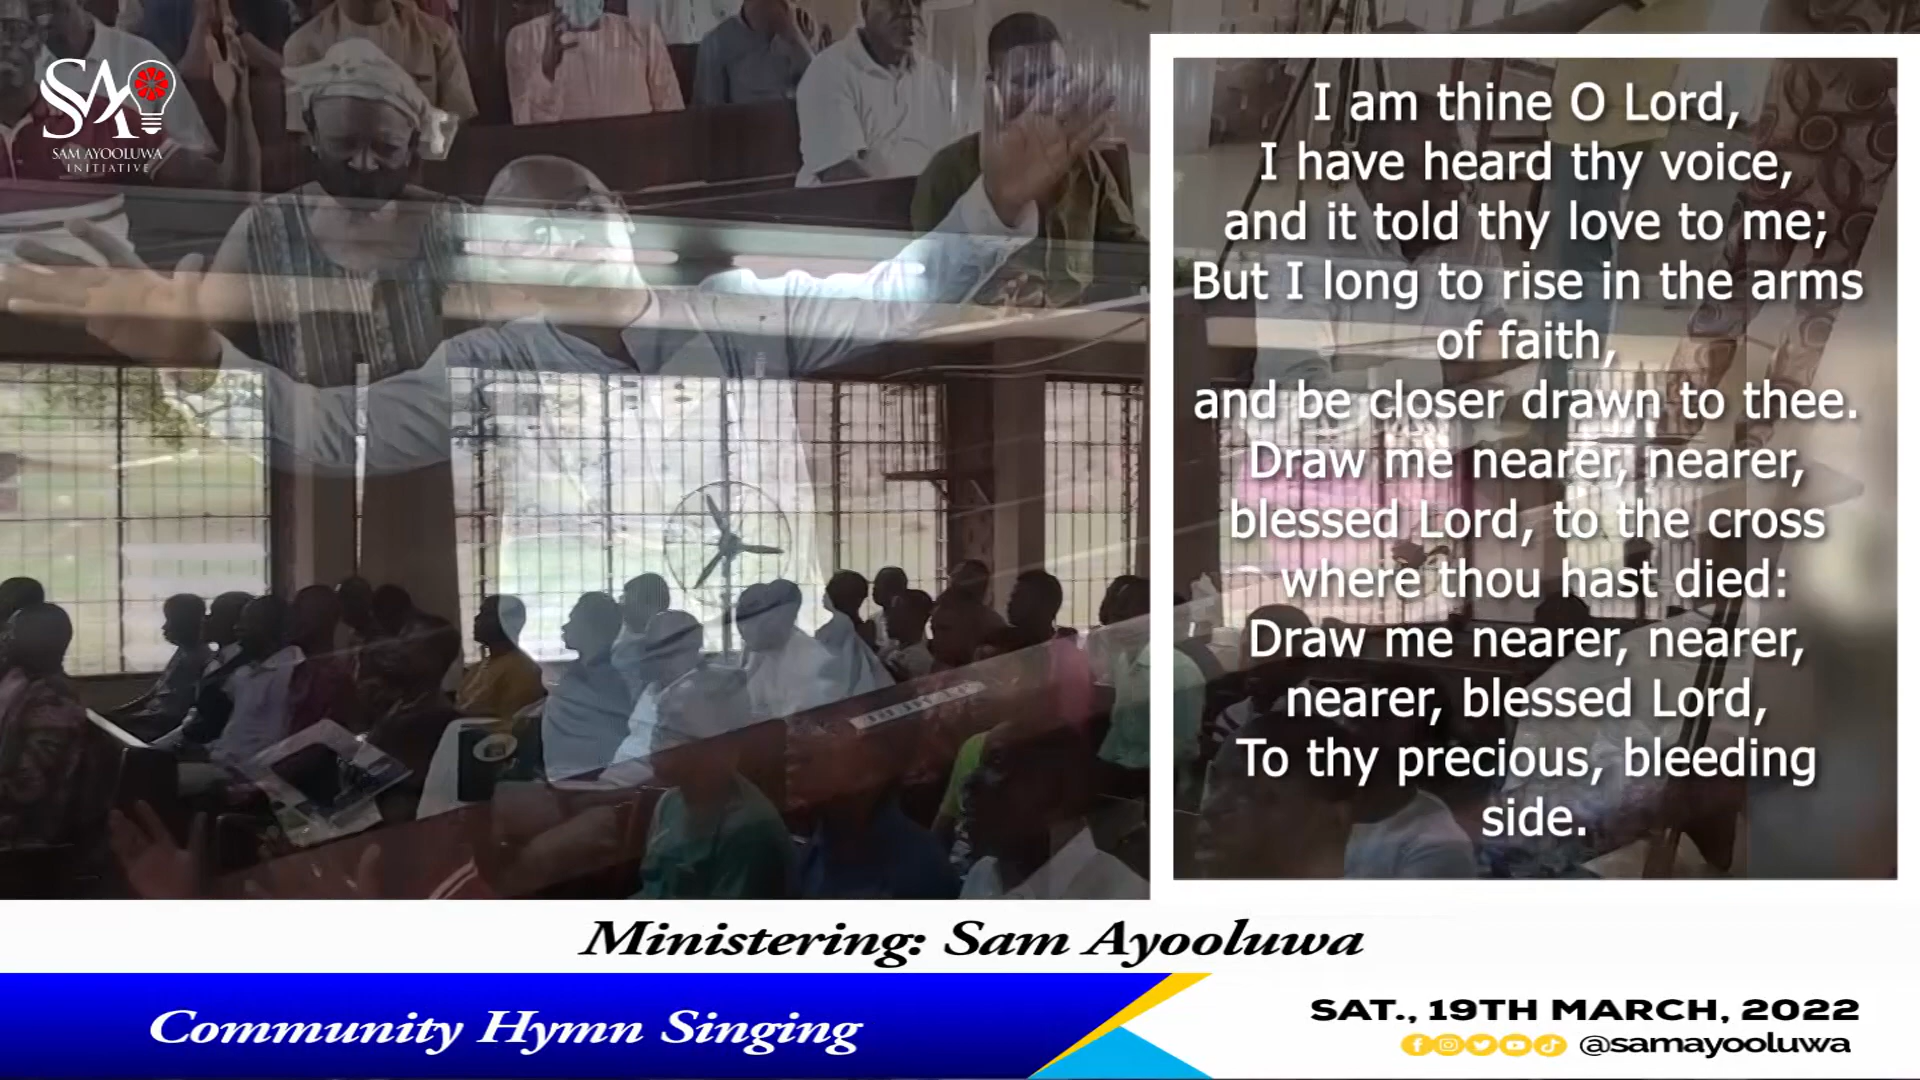 SA
SAM AYOOLUWA
INITIATIVE
I am thine O Lord,
I have heard thy voice,
and it told thy love to me;
But I long to rise in the arms
of faith,
and be closer drawn to thee.
Draw me nearer, nearer,
blessed Lord, to the cross
where thou hast died:
Draw me nearer, nearer,
nearer, blessed Lord,
To thy precious, bleeding
side.
Ministering: Sam Ayooluwa
Community Hymn Singing
SAT., 19TH MARCH, 2022
@samayooluwa